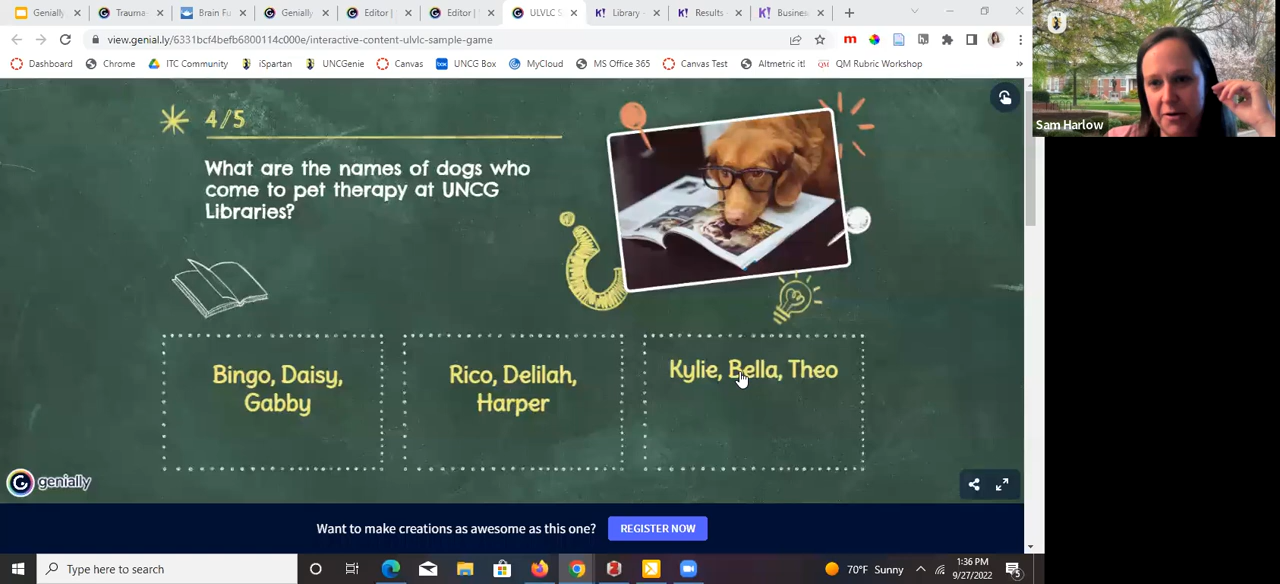 Genially
Trauma-
Brain Fu
Genially
Editor |
Editor |
ULVLC S
Library -
Results -
Busines
view.genial.ly/6331bcf4befb6800114c000e/interactive-content-ulvlc-sample-game
Dashboard
Chrome
ITC Community
iSpartan
UNCGenie
Canvas
box
UNCG Box
MyCloud
MS Office 365
Canvas Test
Altmetric it!
QM
QM Rubric Workshop
»
Sam Harlow
4/5
What are the names of dogs who
come to pet therapy at UNCG
Libraries?
Bingo, Daisy,
Gabby
Rico, Delilah,
Harper
Kylie, Bella, Theo
genially
Want to make creations as awesome as this one?
REGISTER NOW
Type here to search
70°F Sunny
1:36 PM
9/27/2022
5